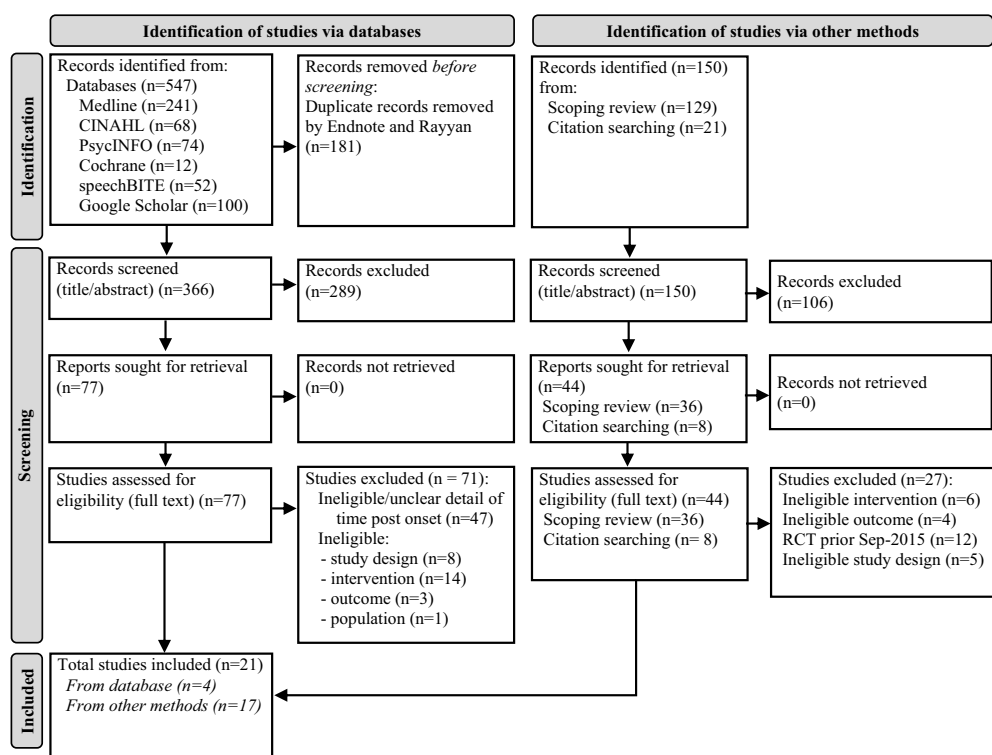 Identification of studies via databases
Identification of studies via other methods
Identification
Records identified from:
Databases (n=547)
Medline (n=241)
CINAHL (n=68)
PsycINFO (n=74)
Cochrane (n=12)
speechBITE (n=52)
Google Scholar (n=100)
Records removed before
screening:
Duplicate records removed
by Endnote and Rayyan
(n=181)
Records identified (n=150)
from:
Scoping review (n=129)
Citation searching (n=21)
Screening
Records screened
(title/abstract) (n=366)
Records excluded
(n=289)
Records screened
(title/abstract) (n=150)
Records excluded
(n=106)
Reports sought for retrieval
(n=77)
Records not retrieved
(n=0)
Reports sought for retrieval
(n=44)
Scoping review (n=36)
Citation searching (n=8)
Records not retrieved
(n=0)
Studies assessed for
eligibility (full text) (n=77)
Studies excluded (n = 71):
Ineligible/unclear detail of
time post onset (n=47)
Ineligible:
- study design (n=8)
- intervention (n=14)
- outcome (n=3)
- population (n=1)
Studies assessed for
eligibility (full text) (n=44)
Scoping review (n=36)
Citation searching (n= 8)
Studies excluded (n=27):
Ineligible intervention (n=6)
Ineligible outcome (n=4)
RCT prior Sep-2015 (n=12)
Ineligible study design (n=5)
Included
Total studies included (n=21)
From database (n=4)
From other methods (n=17)